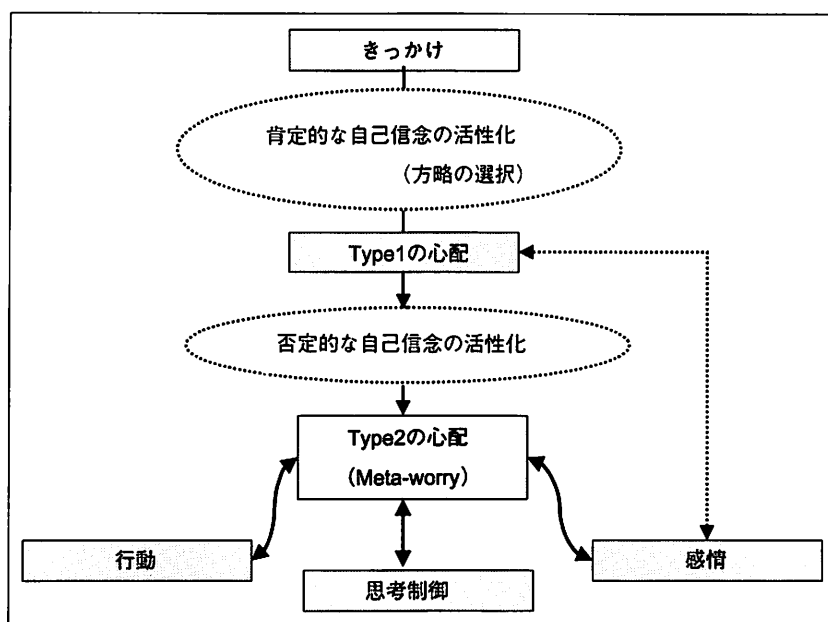 きっかけ
肯定的な自己信念の活性化
（方略の選択）
Type1の心配
否定的な自己信念の活性化
Type2の心配
（Meta-worry）
行動
感情
思考制御